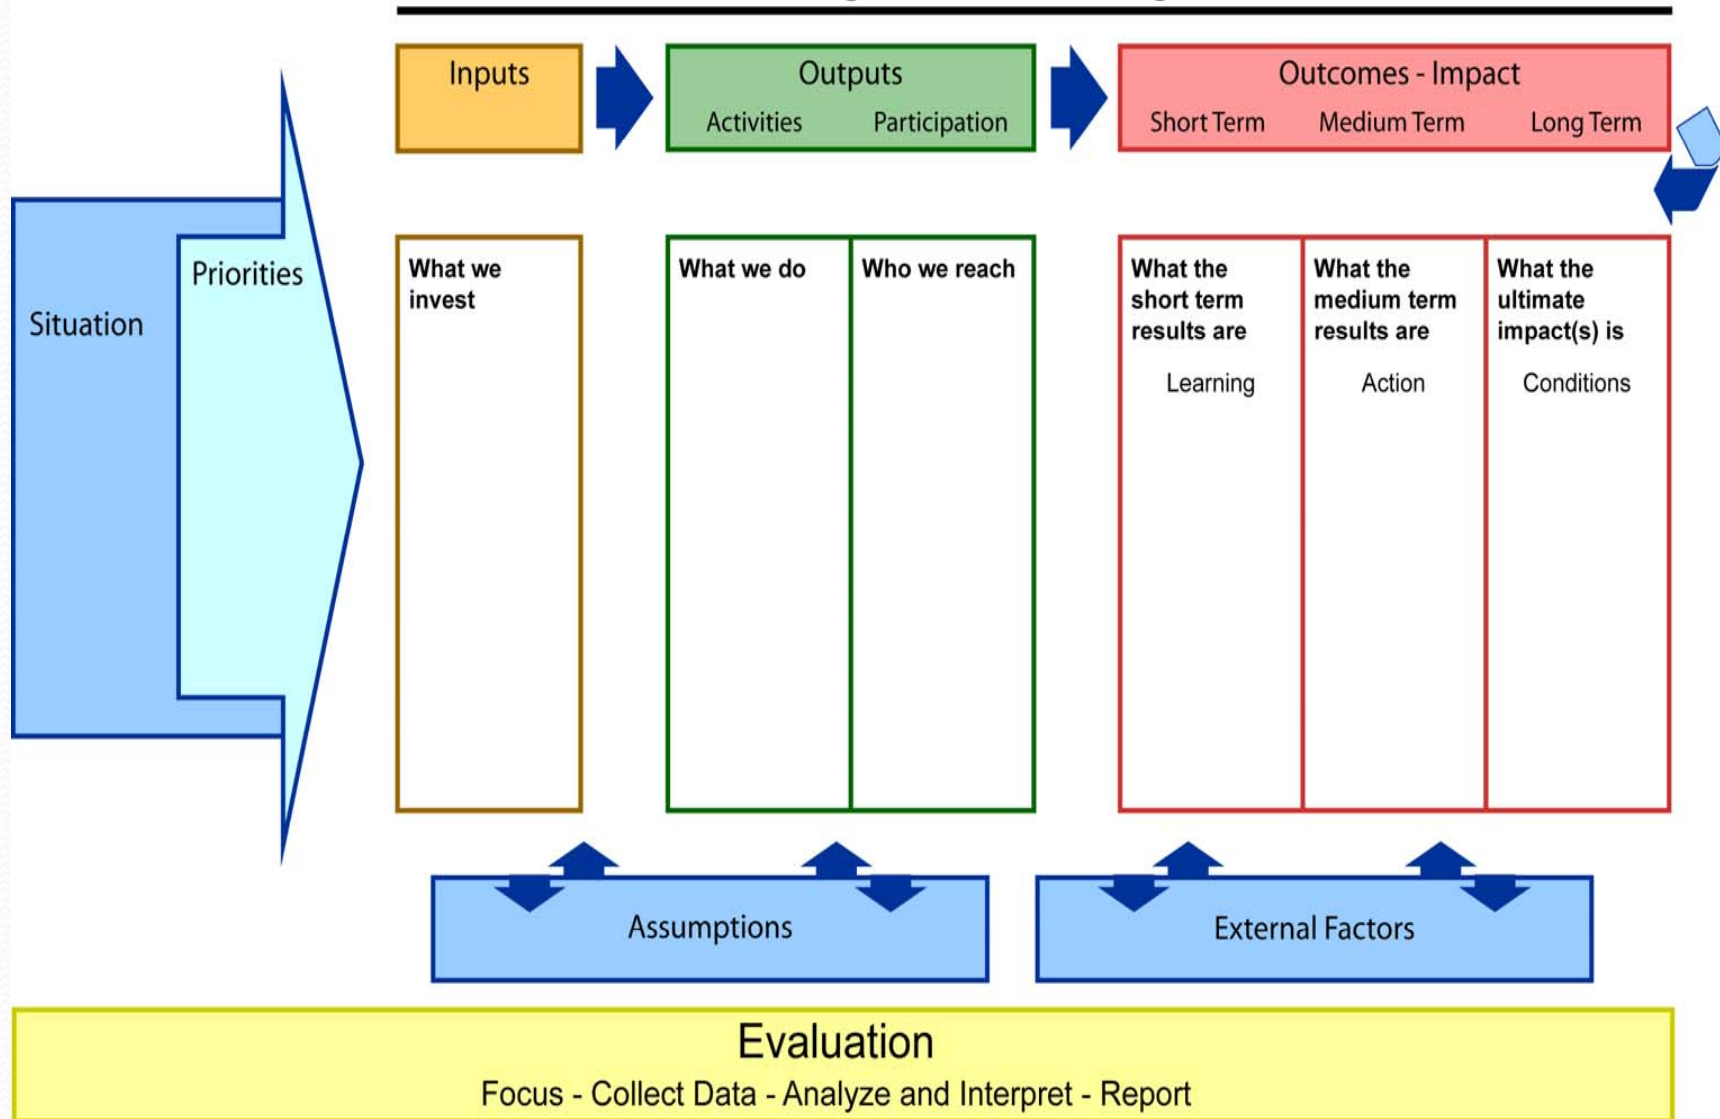 Inputs
Outputs
Activities Participation
Outcomes - Impact
Short Term Medium Term Long Term
Situation
Priorities
What we
invest
What we do
Who we reach
What the
short term
results are
Learning
What the
medium term
results are
Action
What the
ultimate
impact(s) is
Conditions
Assumptions
External Factors
Evaluation
Focus - Collect Data - Analyze and Interpret - Report